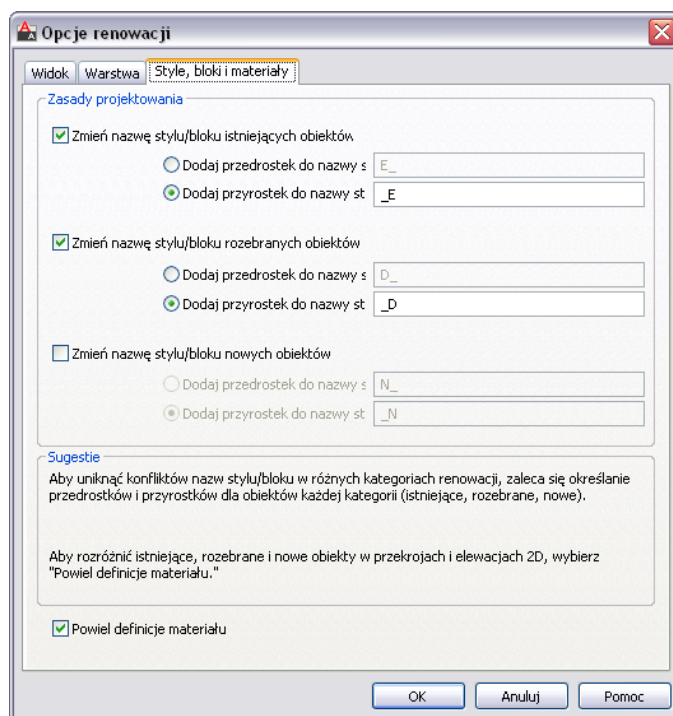 Opcje renowacji
Widok Warstwa Style, bloki i materiały
Zasady projektowania
Zmień nazwę stylu/bloku istniejących obiektów
Dodaj przedrostek do nazwy s E_
Dodaj przyrostek do nazwy st _E
Zmień nazwę stylu/bloku rozebranych obiektów
Dodaj przedrostek do nazwy s D_
Dodaj przyrostek do nazwy st _D
Zmień nazwę stylu/bloku nowych obiektów
Dodaj przedrostek do nazwy s N_
Dodaj przyrostek do nazwy st _N
Sugestie
Aby uniknąć konfliktów nazw stylu/bloku w różnych kategoriach renowacji, zaleca się określanie
przedrostków i przyrostków dla obiektów każdej kategorii (istniejące, rozebrane, nowe).
Aby rozróżnić istniejące, rozebrane i nowe obiekty w przekrojach i elewacjach 2D, wybierz
"Powiel definicje materiału."
Powiel definicje materiału
OK Anuluj Pomoc